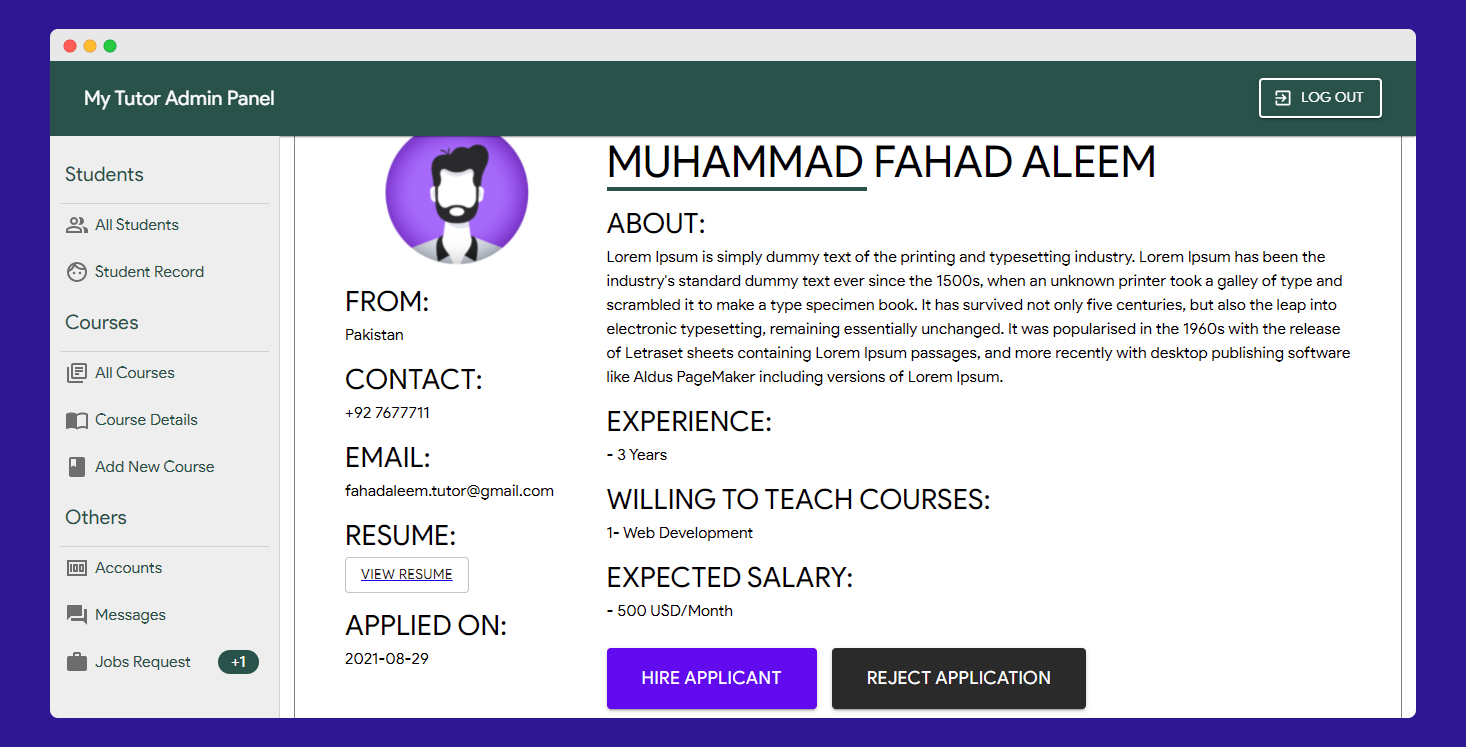 My Tutor Admin Panel
LOG OUT
Students
All Students
Student Record
Courses
All Courses
Course Details
Add New Course
Others
Accounts
Messages
Jobs Request
+1
FROM:
Pakistan
CONTACT:
+92 7677711
EMAIL:
fahadaleem.tutor@gmail.com
RESUME:
VIEW RESUME
APPLIED ON:
2021-08-29
MUHAMMAD FAHAD ALEEM
ABOUT:
Lorem Ipsum is simply dummy text of the printing and typesetting industry. Lorem Ipsum has been the
industry's standard dummy text ever since the 1500s, when an unknown printer took a galley of type and
scrambled it to make a type specimen book. It has survived not only five centuries, but also the leap into
electronic typesetting, remaining essentially unchanged. It was popularised in the 1960s with the release
of Letraset sheets containing Lorem Ipsum passages, and more recently with desktop publishing software
like Aldus PageMaker including versions of Lorem Ipsum.
EXPERIENCE:
- 3 Years
WILLING TO TEACH COURSES:
1- Web Development
EXPECTED SALARY:
- 500 USD/Month
HIRE APPLICANT
REJECT APPLICATION